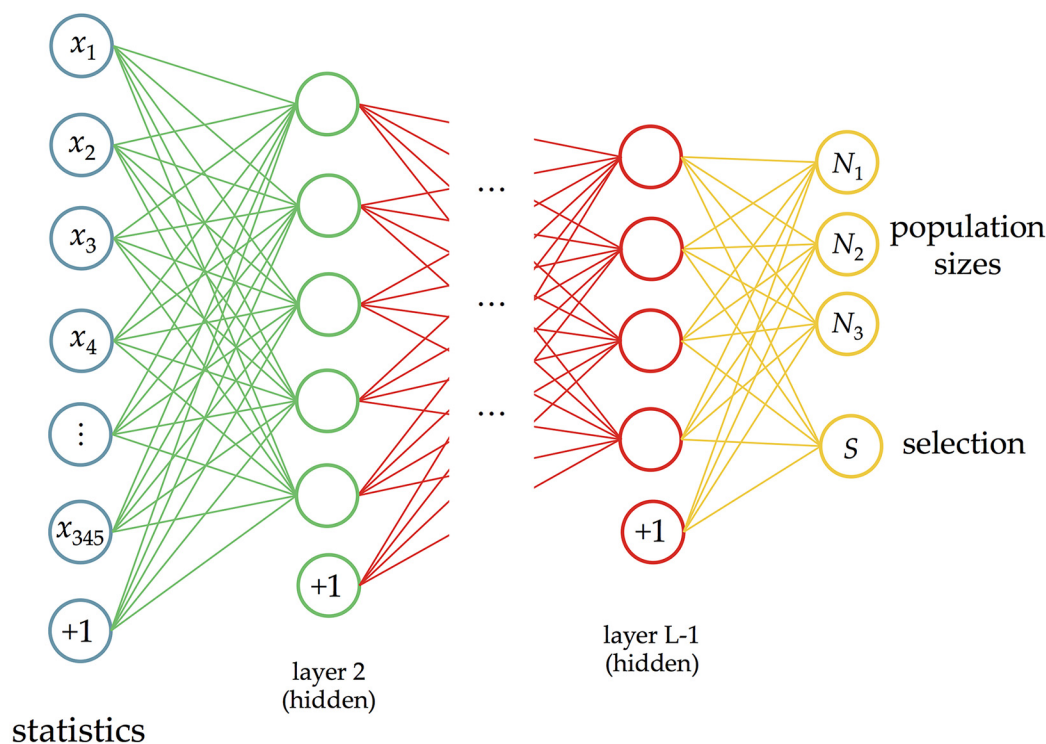 x1
x2
x3
x4
⋮
x345
+1
statistics
+1
layer 2
(hidden)
...
...
...
+1
layer L-1
(hidden)
N1
N2
N3
population
sizes
S
selection